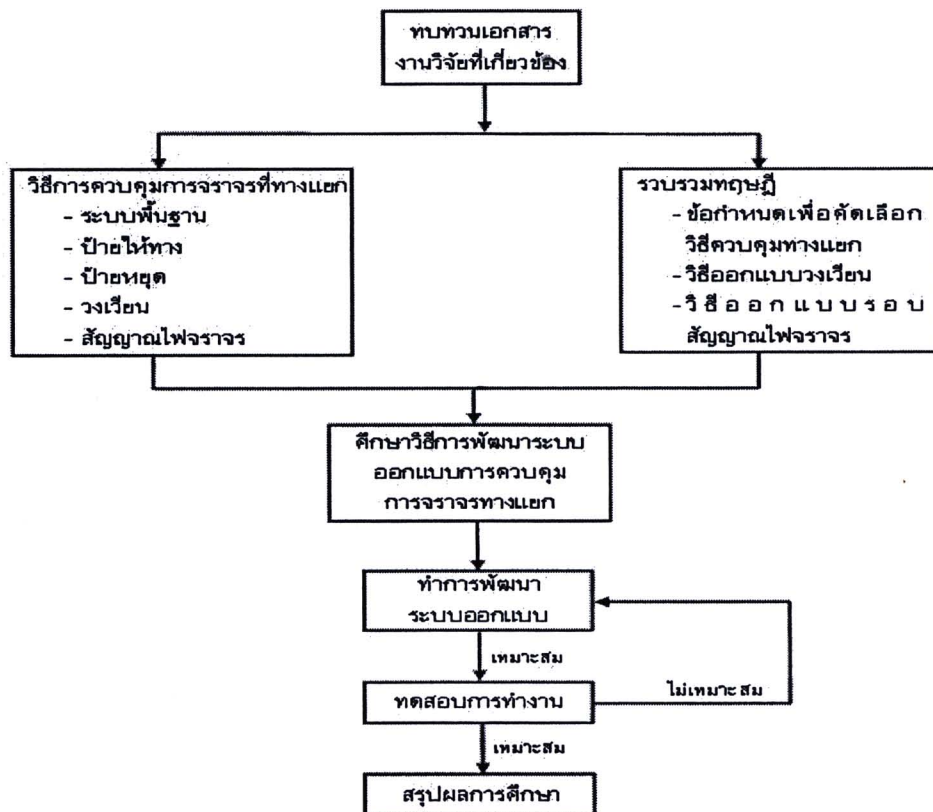 ทบทวนเอกสาร
งานวิจัยที่เกี่ยวข้อง
วิธีการควบคุมการจราจรที่ทางแยก
- ระบบพื้นฐาน
- ป้ายให้ทาง
- ป้ายหยุด
- วงเวียน
- สัญญาณไฟจราจร
รวบรวมทฤษฎี
- ข้อกำหนดเพื่อคัดเลือก
วิธีควบคุมทางแยก
- วิธีออกแบบวงเวียน
- วิธีออกแบบรอบ
สัญญาณไฟจราจร
ศึกษาวิธีการพัฒนาระบบ
ออกแบบการควบคุม
การจราจรทางแยก
ทำการพัฒนา
ระบบออกแบบ
เหมาะสม
ทดสอบการทำงาน
ไม่เหมาะสม
เหมาะสม
สรุปผลการศึกษา